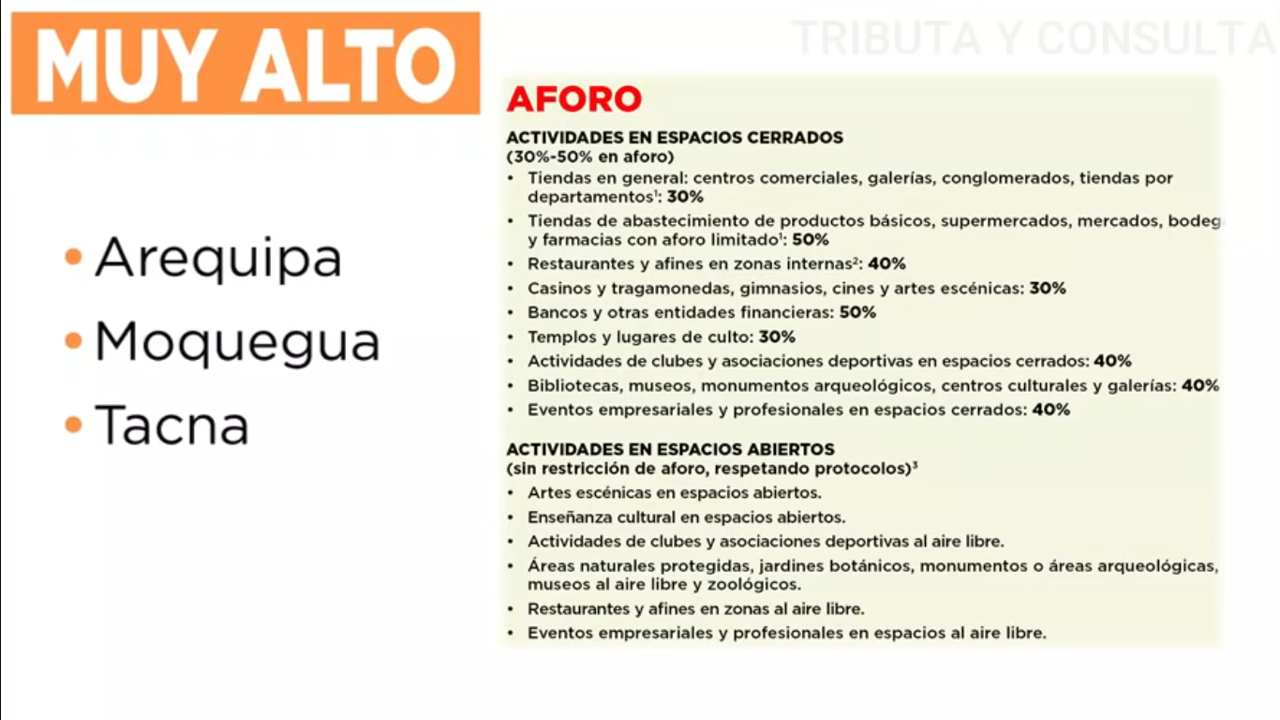 MUY ALTO
TRIBUTA Y CONSULTA
• Arequipa
• Moquegua
• Tacna
AFORO
ACTIVIDADES EN ESPACIOS CERRADOS
(30%-50% en aforo)
• Tiendas en general: centros comerciales, galerías, conglomerados, tiendas por
departamentos¹: 30%
• Tiendas de abastecimiento de productos básicos, supermercados, mercados, bodeg
y farmacias con aforo limitado¹: 50%
• Restaurantes y afines en zonas internas²: 40%
• Casinos y tragamonedas, gimnasios, cines y artes escénicas: 30%
• Bancos y otras entidades financieras: 50%
• Templos y lugares de culto: 30%
• Actividades de clubes y asociaciones deportivas en espacios cerrados: 40%
• Bibliotecas, museos, monumentos arqueológicos, centros culturales y galerías: 40%
• Eventos empresariales y profesionales en espacios cerrados: 40%
ACTIVIDADES EN ESPACIOS ABIERTOS
(sin restricción de aforo, respetando protocolos)³
• Artes escénicas en espacios abiertos.
• Enseñanza cultural en espacios abiertos.
• Actividades de clubes y asociaciones deportivas al aire libre.
• Áreas naturales protegidas, jardines botánicos, monumentos o áreas arqueológicas,
museos al aire libre y zoológicos.
• Restaurantes y afines en zonas al aire libre.
• Eventos empresariales y profesionales en espacios al aire libre.